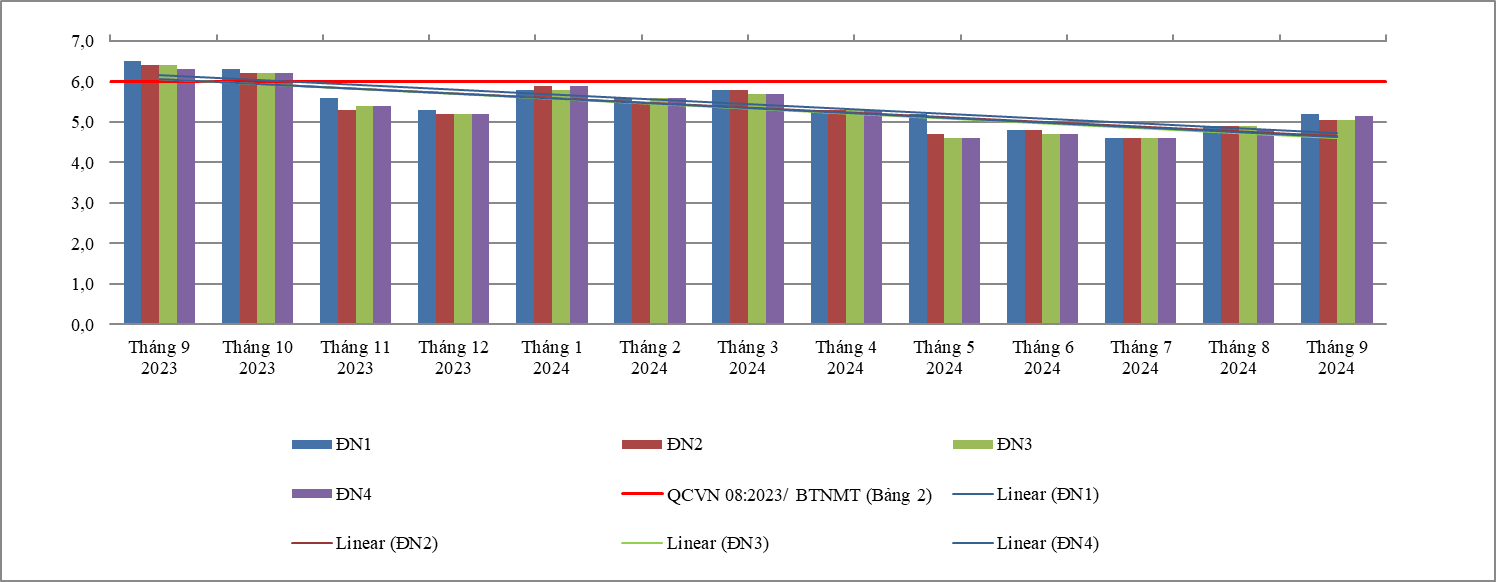 7,0
6,0
5,0
4,0
3,0
2,0
1,0
0,0
Tháng 9 Tháng 10 Tháng 11 Tháng 12 Tháng 1 Tháng 2 Tháng 3 Tháng 4 Tháng 5 Tháng 6 Tháng 7 Tháng 8 Tháng 9
2023 2023 2023 2023 2024 2024 2024 2024 2024 2024 2024 2024 2024
ĐN1 ĐN2 ĐN3
ĐN4 QCVN 08:2023/ BTNMT (Bảng 2) Linear (ĐN1)
Linear (ĐN2) Linear (ĐN3) Linear (ĐN4)